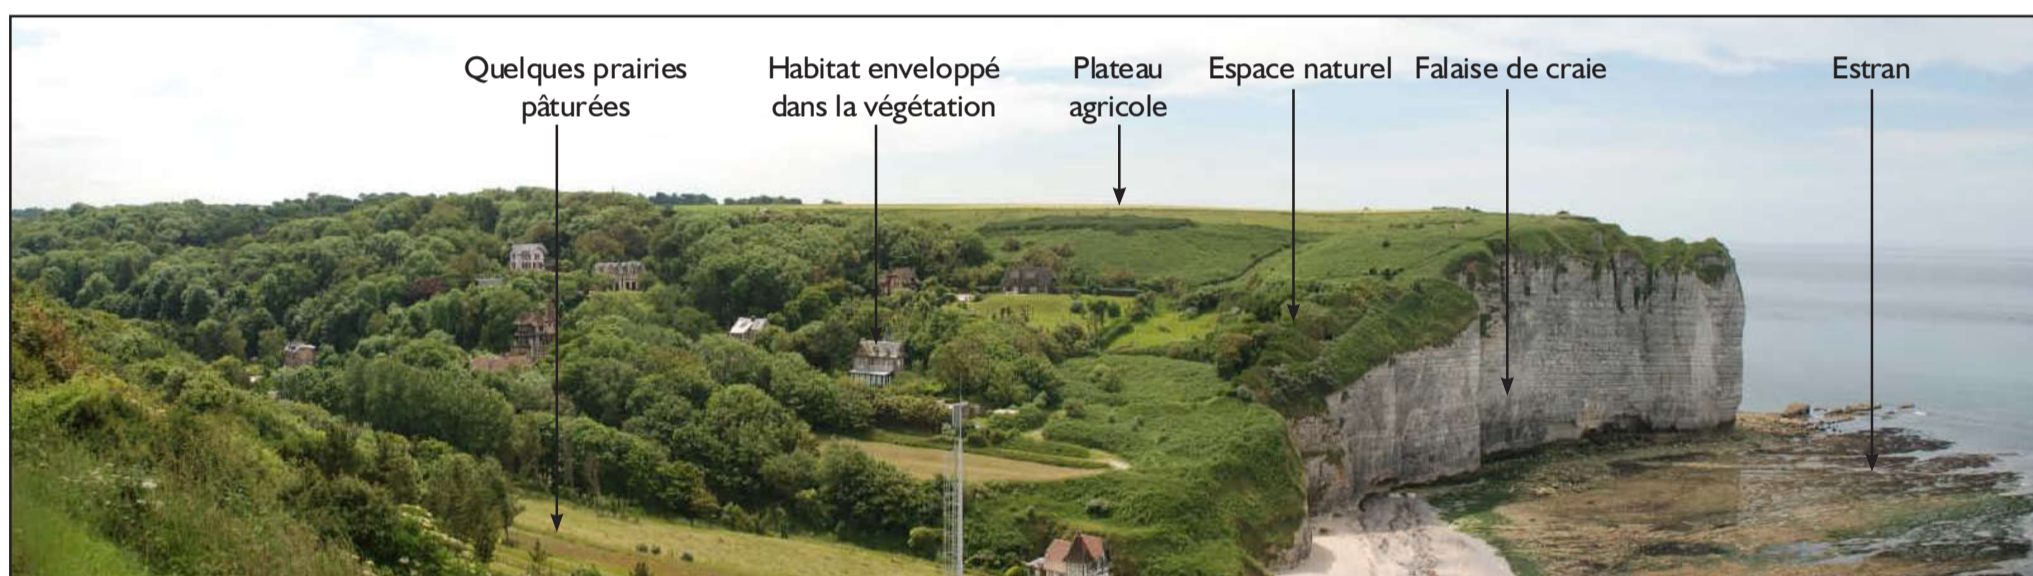 Quelques prairies
pâturées
Habitat enveloppé
dans la végétation
Plateau
agricole
Espace naturel
Falaise de craie
Estran